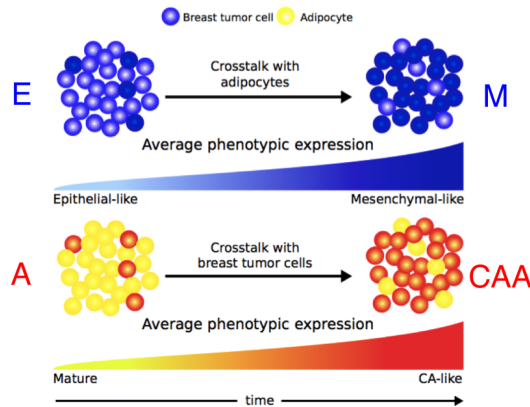 Breast tumor cell
Adipocyte
E
Crosstalk with
adipocytes
M
Average phenotypic expression
Epithelial-like
Mesenchymal-like
A
Crosstalk with
breast tumor cells
CAA
Average phenotypic expression
Mature
CA-like
time